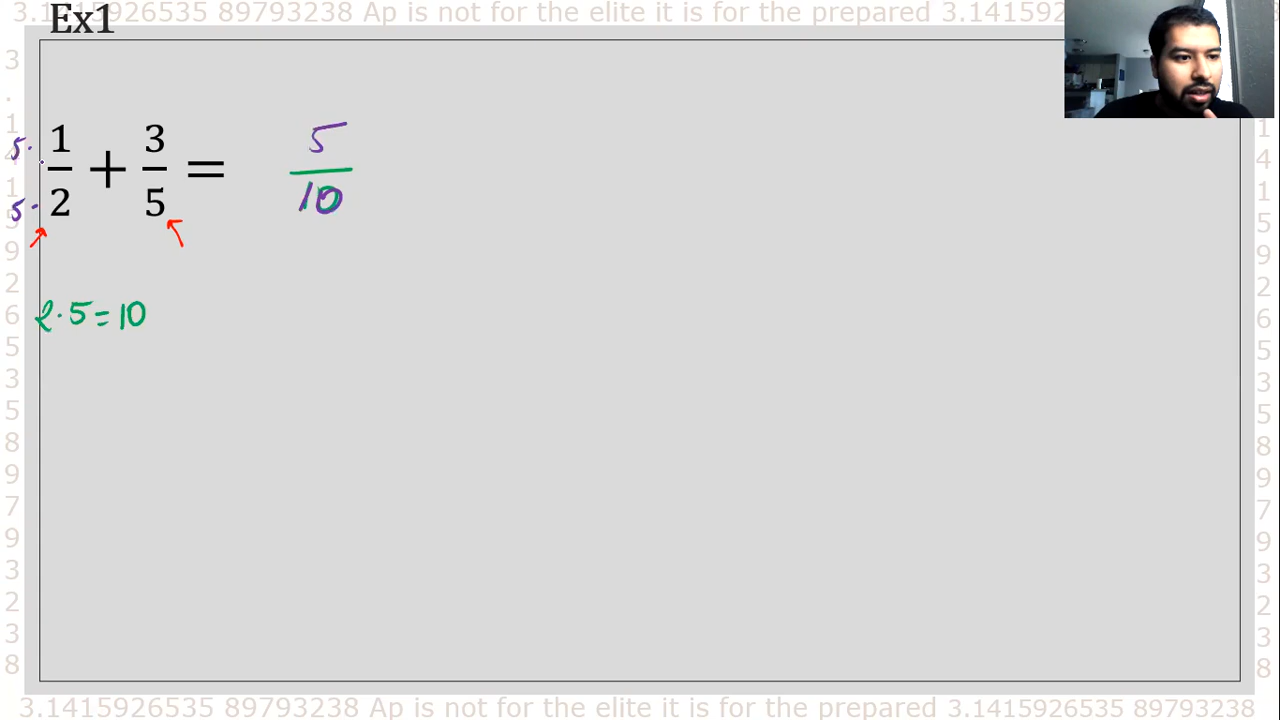 3.1415926535 89793238 Ap is not for the elite it is for the prepared 3.1415926535 89793238
Ex1
5· 1/2 + 3/5 = 5/10
5·
2·5=10
3.1415926535 89793238 Ap is not for the elite it is for the prepared 3.1415926535 89793238